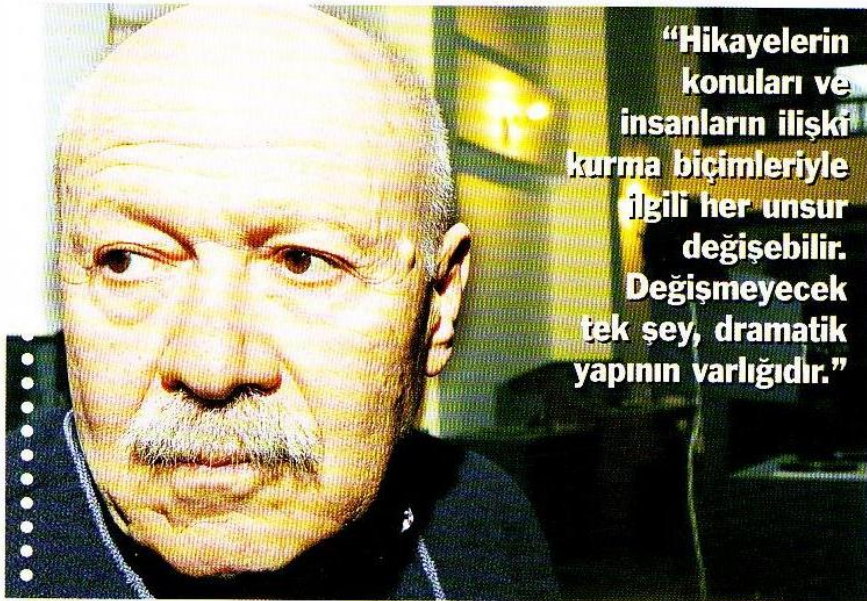 “Hikayelerin
konuları ve
insanların ilişki
kurma biçimleriyle
ilgili her unsur
değişebilir.
Değişmeyecek
tek şey, dramatik
yapının varlığıdır.”